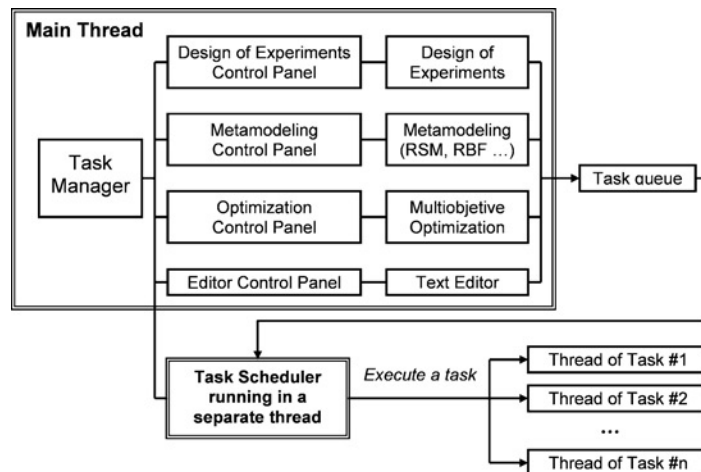 Main Thread
Design of Experiments
Control Panel
Design of
Experiments
Metamodeling
Control Panel
Metamodeling
(RSM, RBF ...)
Task
Manager
Task queue
Optimization
Control Panel
Multiobjetive
Optimization
Editor Control Panel
Text Editor
Task Scheduler
running in a
separate thread
Execute a task
Thread of Task #1
Thread of Task #2
...
Thread of Task #n